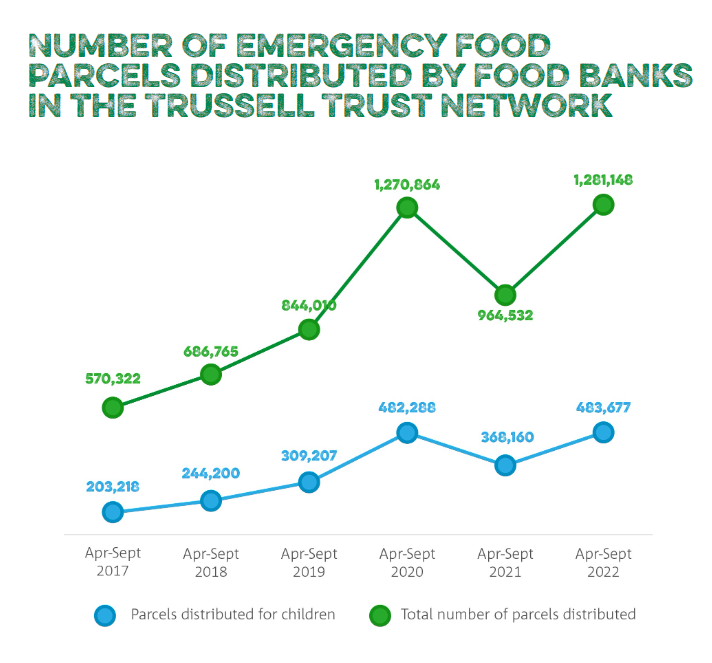 NUMBER OF EMERGENCY FOOD
PARCELS DISTRIBUTED BY FOOD BANKS
IN THE TRUSSELL TRUST NETWORK
1,270,864
1,281,148
844,010
964,532
686,765
570,322
482,288
483,677
368,160
309,207
244,200
203,218
Apr-Sept Apr-Sept Apr-Sept Apr-Sept Apr-Sept Apr-Sept
2017 2018 2019 2020 2021 2022
Parcels distributed for children Total number of parcels distributed